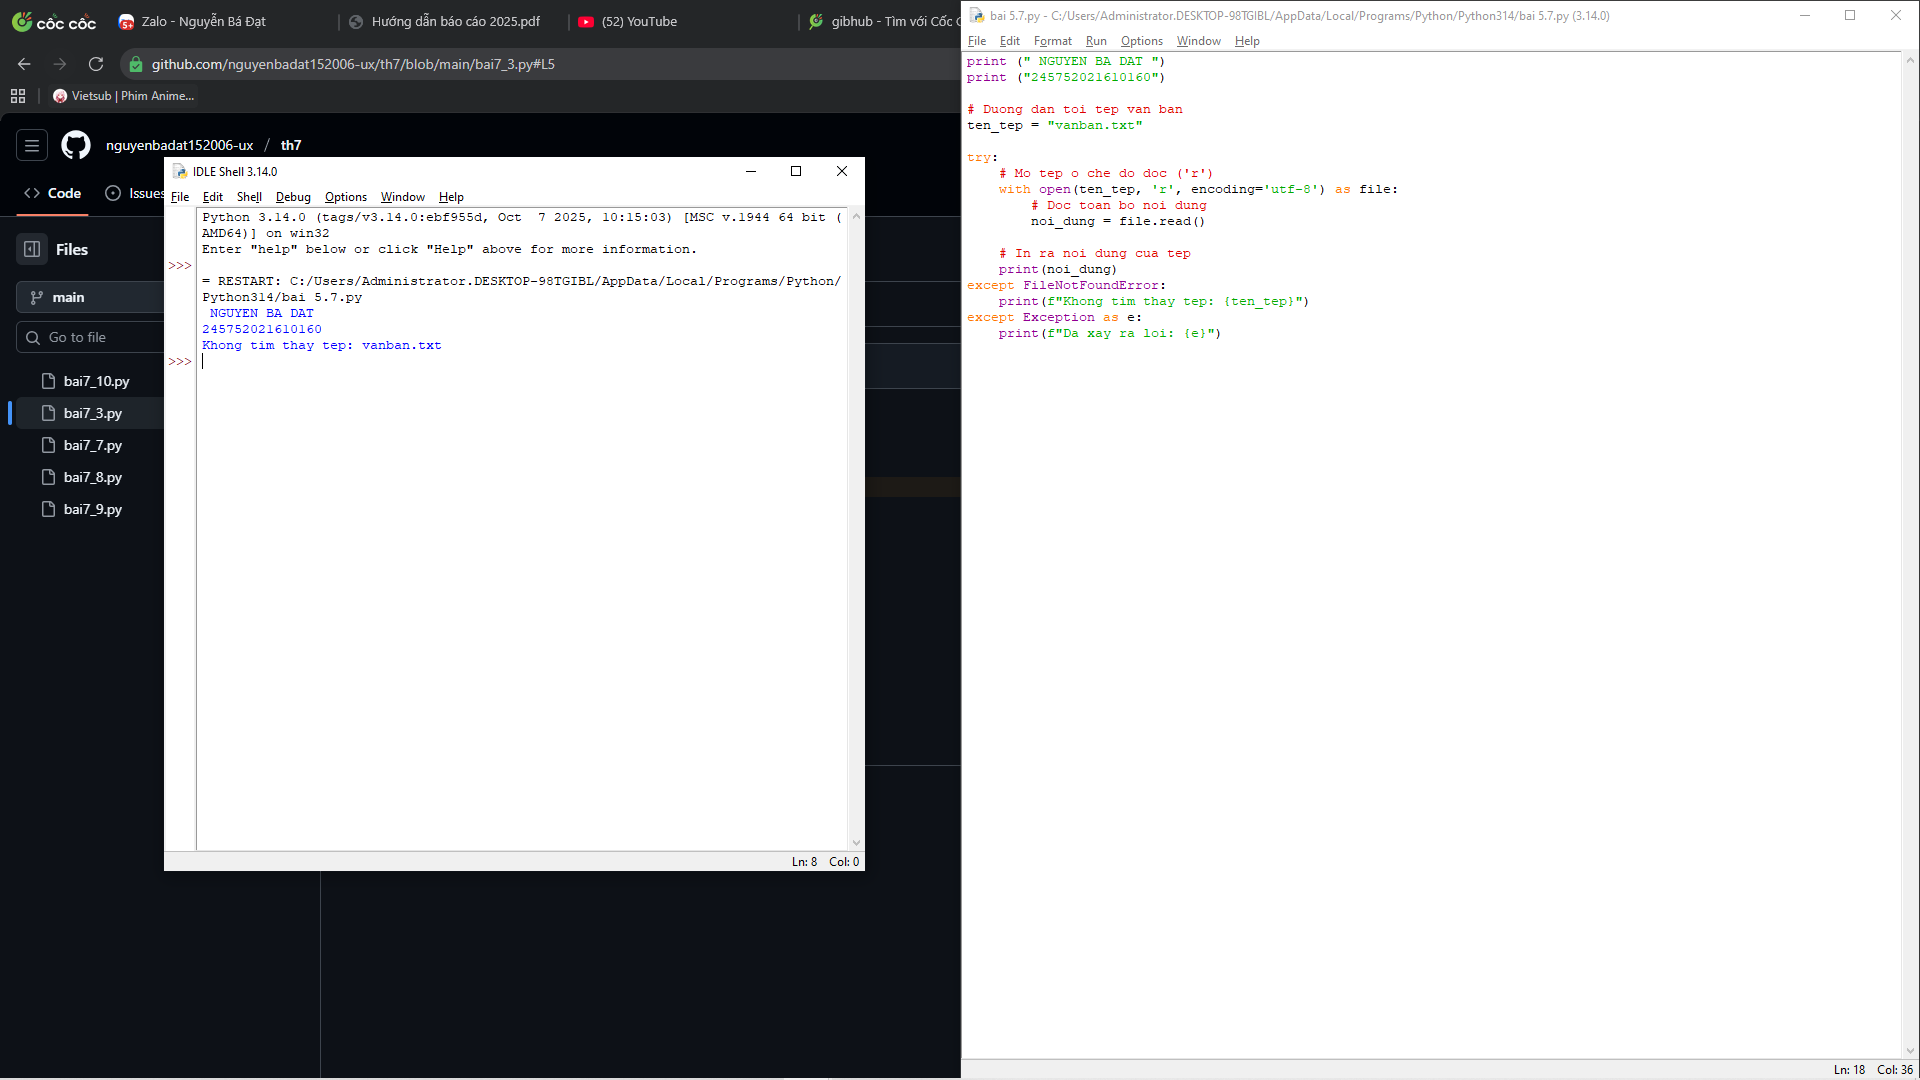 cốc cốc
Zalo - Nguyễn Bá Đạt
Hướng dẫn báo cáo 2025.pdf
(52) YouTube
gibhub - Tìm với Cốc C
github.com/nguyenbadat152006-ux/th7/blob/main/bai7_3.py#L5
Vietsub | Phim Anime...
nguyenbadat152006-ux / th7
Code
Issues
Files
main
Go to file
bai7_10.py
bai7_3.py
bai7_7.py
bai7_8.py
bai7_9.py
IDLE Shell 3.14.0
File Edit Shell Debug Options Window Help
Python 3.14.0 (tags/v3.14.0:ebf955d, Oct  7 2025, 10:15:03) [MSC v.1944 64 bit (
AMD64)] on win32
Enter "help" below or click "Help" above for more information.
>>>
= RESTART: C:/Users/Administrator.DESKTOP-98TGIBL/AppData/Local/Programs/Python/
Python314/bai 5.7.py
 NGUYEN BA DAT
245752021610160
Khong tim thay tep: vanban.txt
>>>
Ln: 8 Col: 0
bai 5.7.py - C:/Users/Administrator.DESKTOP-98TGIBL/AppData/Local/Programs/Python/Python314/bai 5.7.py (3.14.0)
File Edit Format Run Options Window Help
print (" NGUYEN BA DAT ")
print ("245752021610160")
# Duong dan toi tep van ban
ten_tep = "vanban.txt"
try:
    # Mo tep o che do doc ('r')
    with open(ten_tep, 'r', encoding='utf-8') as file:
        # Doc toan bo noi dung
        noi_dung = file.read()
    # In ra noi dung cua tep
    print(noi_dung)
except FileNotFoundError:
    print(f"Khong tim thay tep: {ten_tep}")
except Exception as e:
    print(f"Da xay ra loi: {e}")
Ln: 18 Col: 36